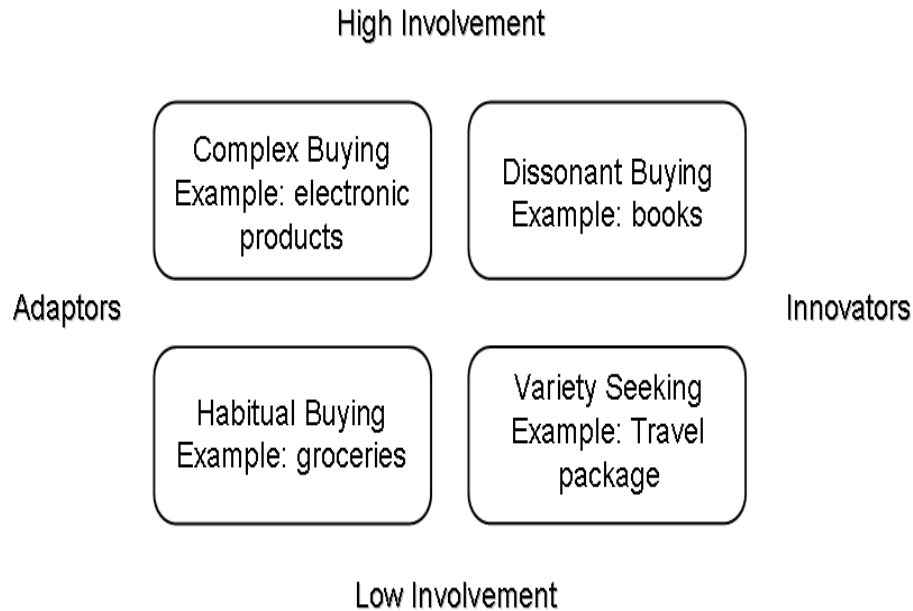 High Involvement
Complex Buying
Example: electronic
products
Dissonant Buying
Example: books
Adaptors
Innovators
Habitual Buying
Example: groceries
Variety Seeking
Example: Travel
package
Low Involvement